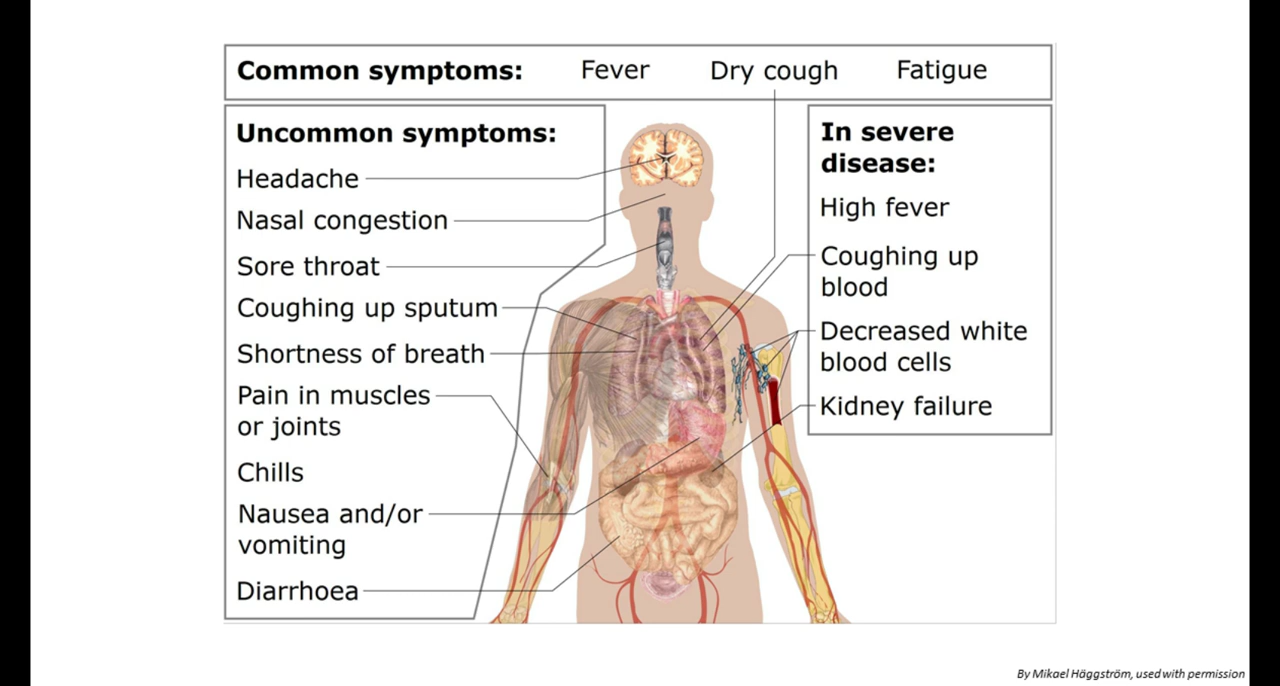 Common symptoms: Fever Dry cough Fatigue
Uncommon symptoms:
Headache
Nasal congestion
Sore throat
Coughing up sputum
Shortness of breath
Pain in muscles
or joints
Chills
Nausea and/or
vomiting
Diarrhoea
In severe
disease:
High fever
Coughing up
blood
Decreased white
blood cells
Kidney failure
By Mikael Häggström, used with permission